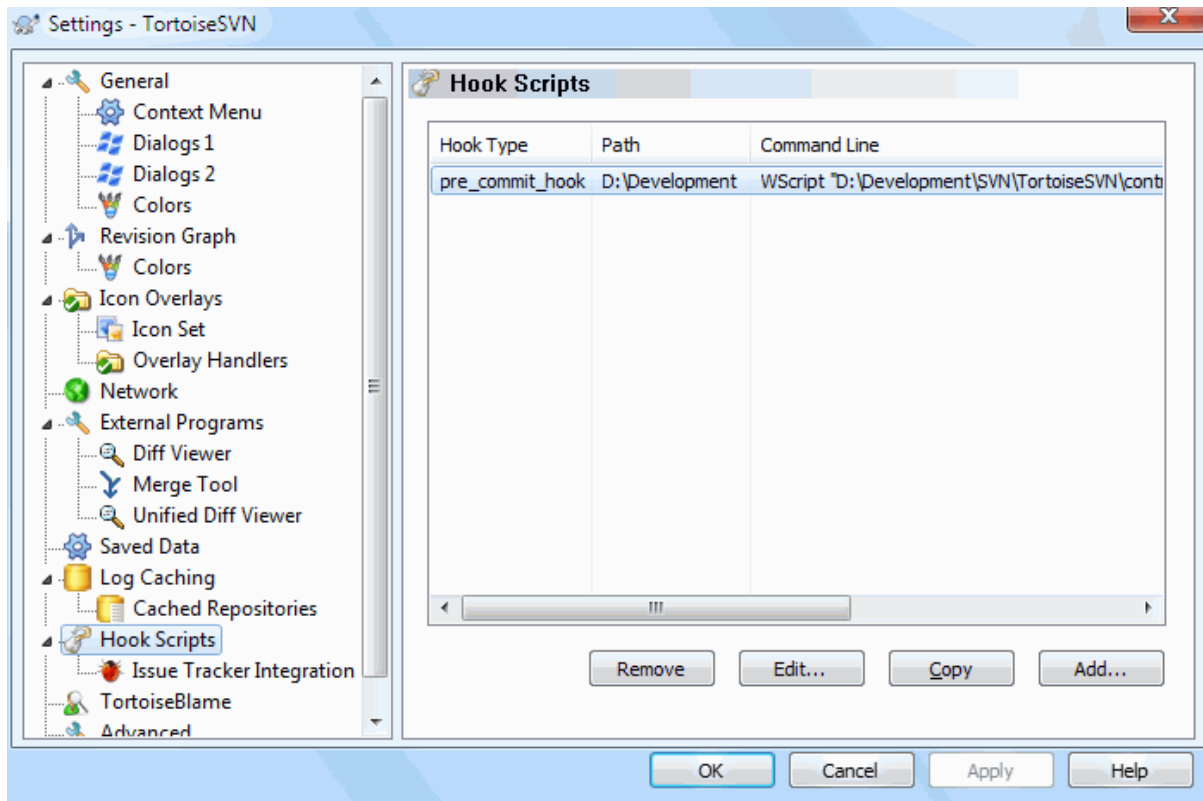 Settings - TortoiseSVN
General
Context Menu
Dialogs 1
Dialogs 2
Colors
Revision Graph
Colors
Icon Overlays
Icon Set
Overlay Handlers
Network
External Programs
Diff Viewer
Merge Tool
Unified Diff Viewer
Saved Data
Log Caching
Cached Repositories
Hook Scripts
Issue Tracker Integration
TortoiseBlame
Advanced
Hook Scripts
Hook Type Path Command Line
pre_commit_hook D:\Development WScript "D:\Development\SVN\TortoiseSVN\cont
Remove Edit... Copy Add...
OK Cancel Apply Help